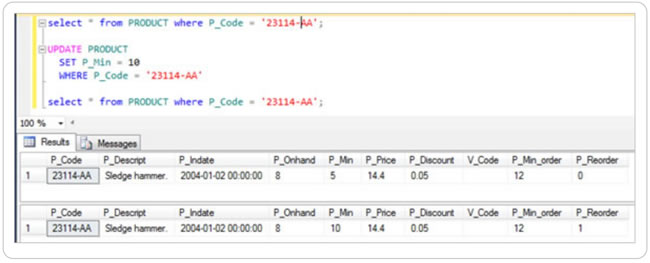 select * from PRODUCT where P_Code = '23114-AA';
UPDATE PRODUCT
SET P_Min = 10
WHERE P_Code = '23114-AA'
select * from PRODUCT where P_Code = '23114-AA';
100 %
Results Messages
P_Code P_Descript P_Indate P_Onhand P_Min P_Price P_Discount V_Code P_Min_order P_Reorder
1 23114-AA Sledge hammer. 2004-01-02 00:00:00 8 5 14.4 0.05 12 0
P_Code P_Descript P_Indate P_Onhand P_Min P_Price P_Discount V_Code P_Min_order P_Reorder
1 23114-AA Sledge hammer. 2004-01-02 00:00:00 8 10 14.4 0.05 12 1